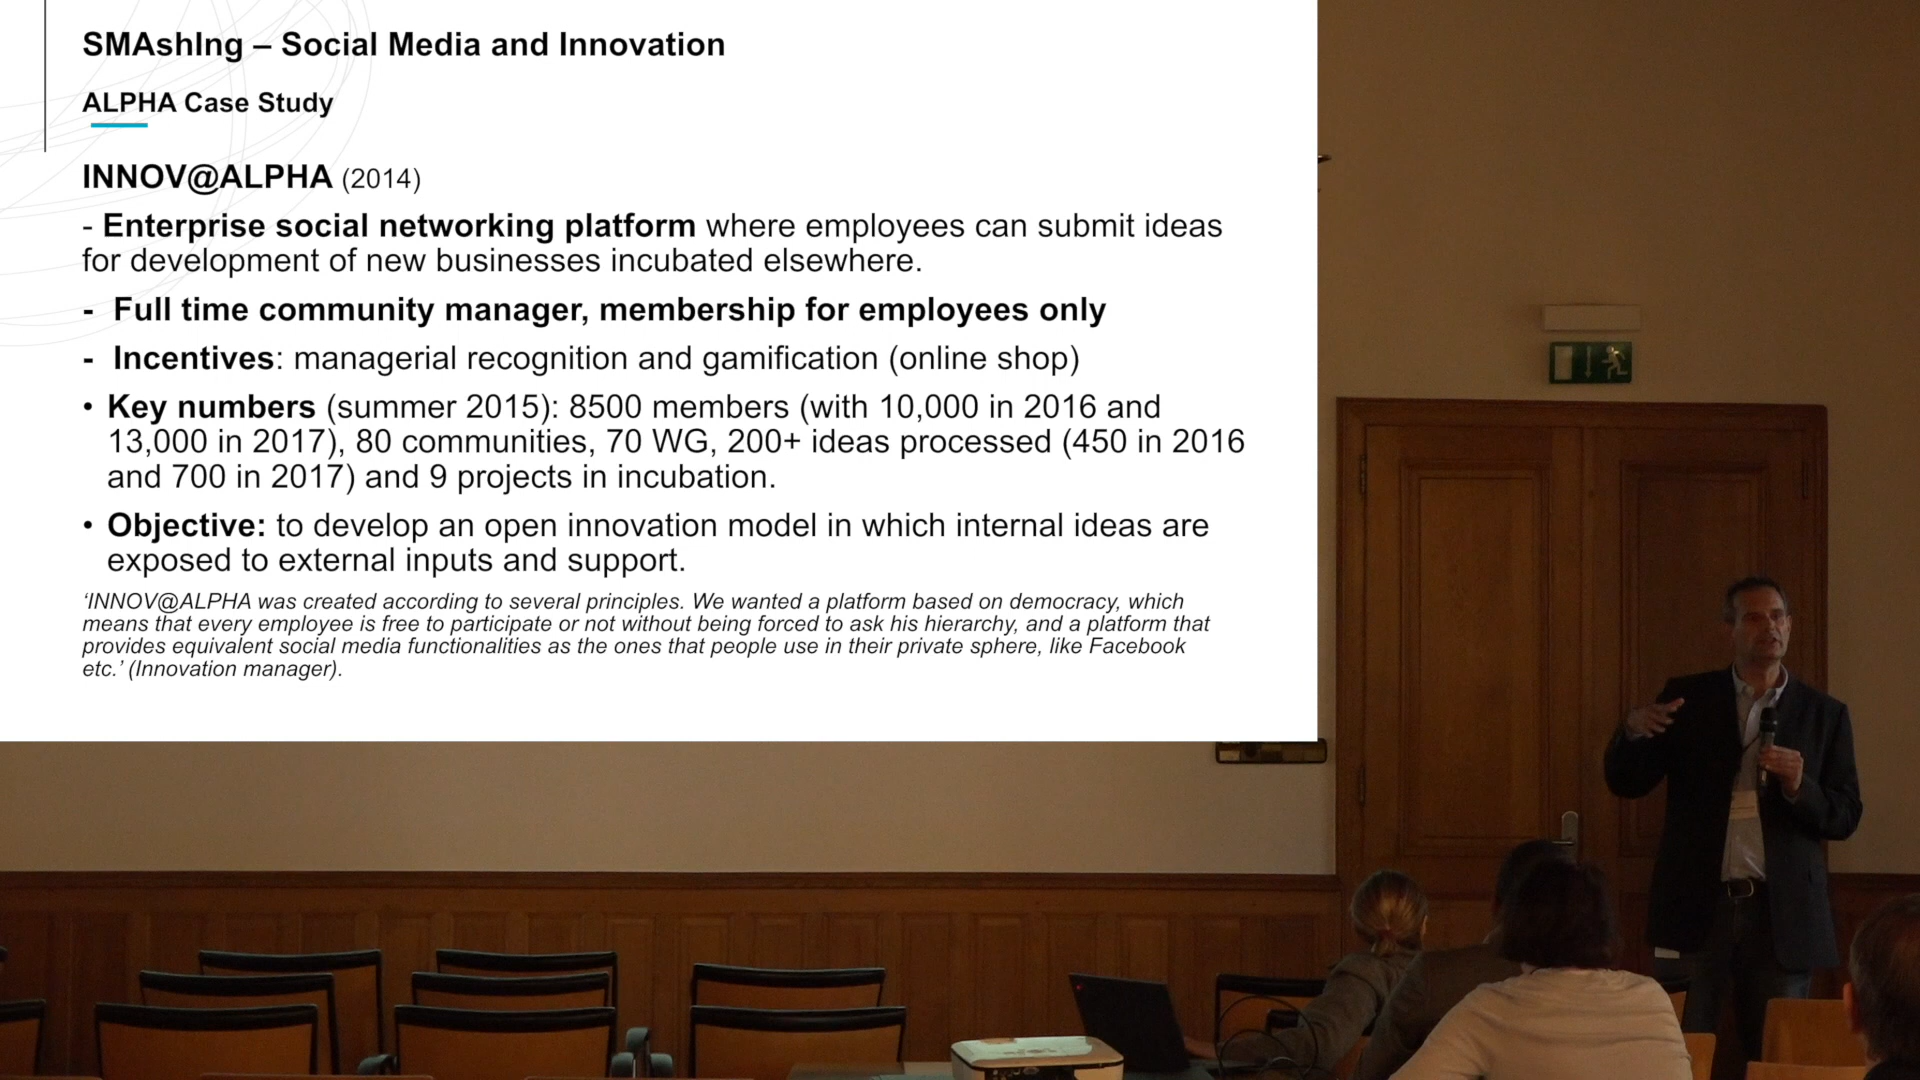 SMAshIng – Social Media and Innovation
ALPHA Case Study
INNOV@ALPHA (2014)
- Enterprise social networking platform where employees can submit ideas
for development of new businesses incubated elsewhere.
- Full time community manager, membership for employees only
- Incentives: managerial recognition and gamification (online shop)
• Key numbers (summer 2015): 8500 members (with 10,000 in 2016 and
13,000 in 2017), 80 communities, 70 WG, 200+ ideas processed (450 in 2016
and 700 in 2017) and 9 projects in incubation.
• Objective: to develop an open innovation model in which internal ideas are
exposed to external inputs and support.
‘INNOV@ALPHA was created according to several principles. We wanted a platform based on democracy, which
means that every employee is free to participate or not without being forced to ask his hierarchy, and a platform that
provides equivalent social media functionalities as the ones that people use in their private sphere, like Facebook
etc.’ (Innovation manager).